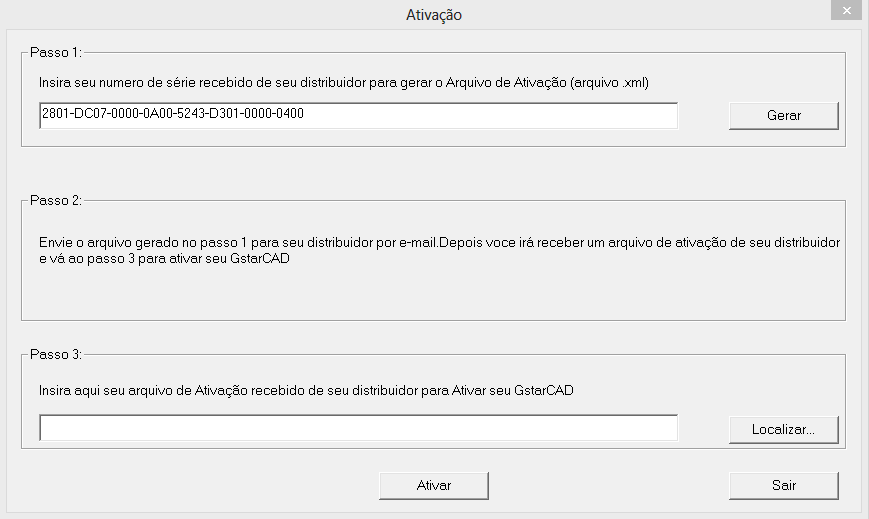 Ativação
Passo 1:
Insira seu numero de série recebido de seu distribuidor para gerar o Arquivo de Ativação (arquivo .xml)
2801-DC07-0000-0A00-5243-D301-0000-0400
Gerar
Passo 2:
Envie o arquivo gerado no passo 1 para seu distribuidor por e-mail.Depois voce irá receber um arquivo de ativação de seu distribuidor
e vá ao passo 3 para ativar seu GstarCAD
Passo 3:
Insira aqui seu arquivo de Ativação recebido de seu distribuidor para Ativar seu GstarCAD
Localizar...
Ativar
Sair